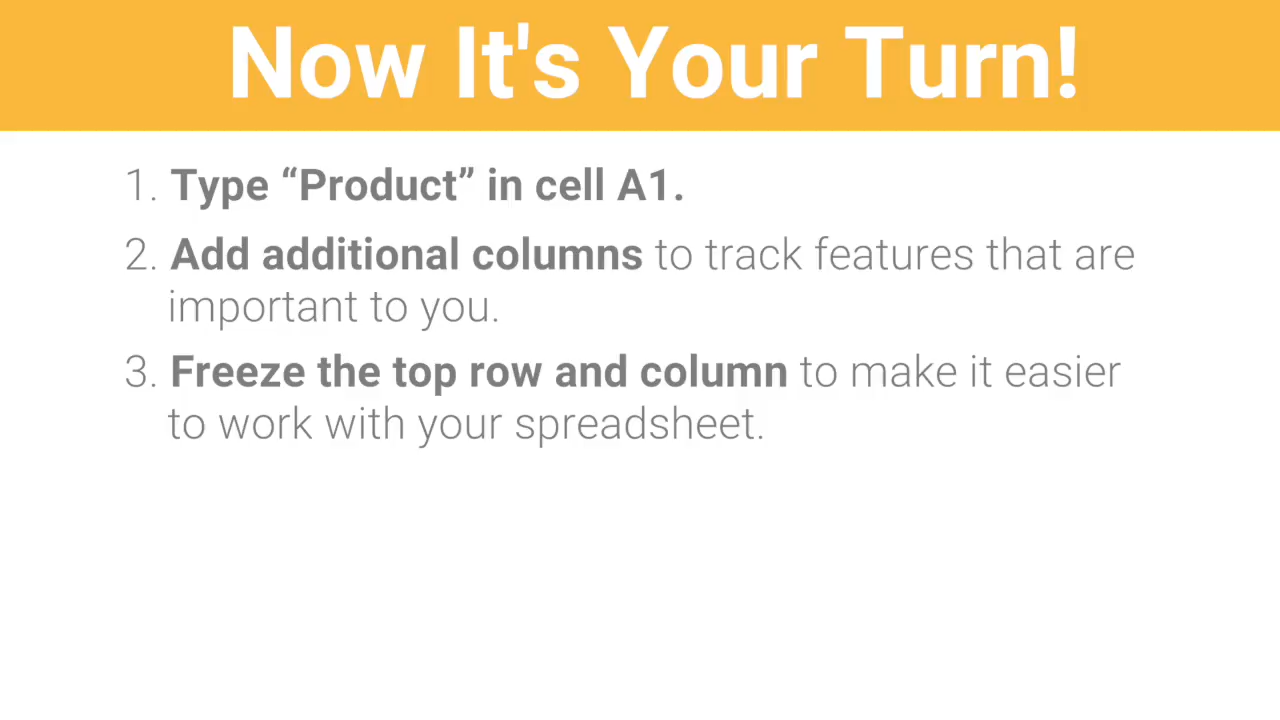 Now It's Your Turn!
1. Type “Product” in cell A1.
2. Add additional columns to track features that are
important to you.
3. Freeze the top row and column to make it easier
to work with your spreadsheet.